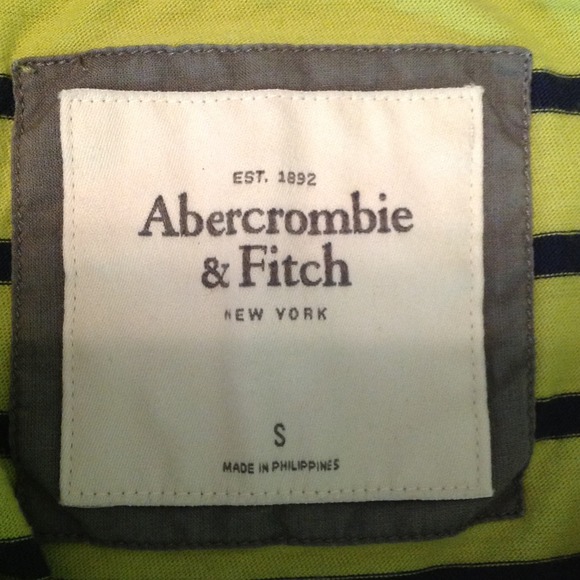 EST. 1892
Abercrombie
& Fitch
NEW YORK
S
MADE IN PHILIPPINES